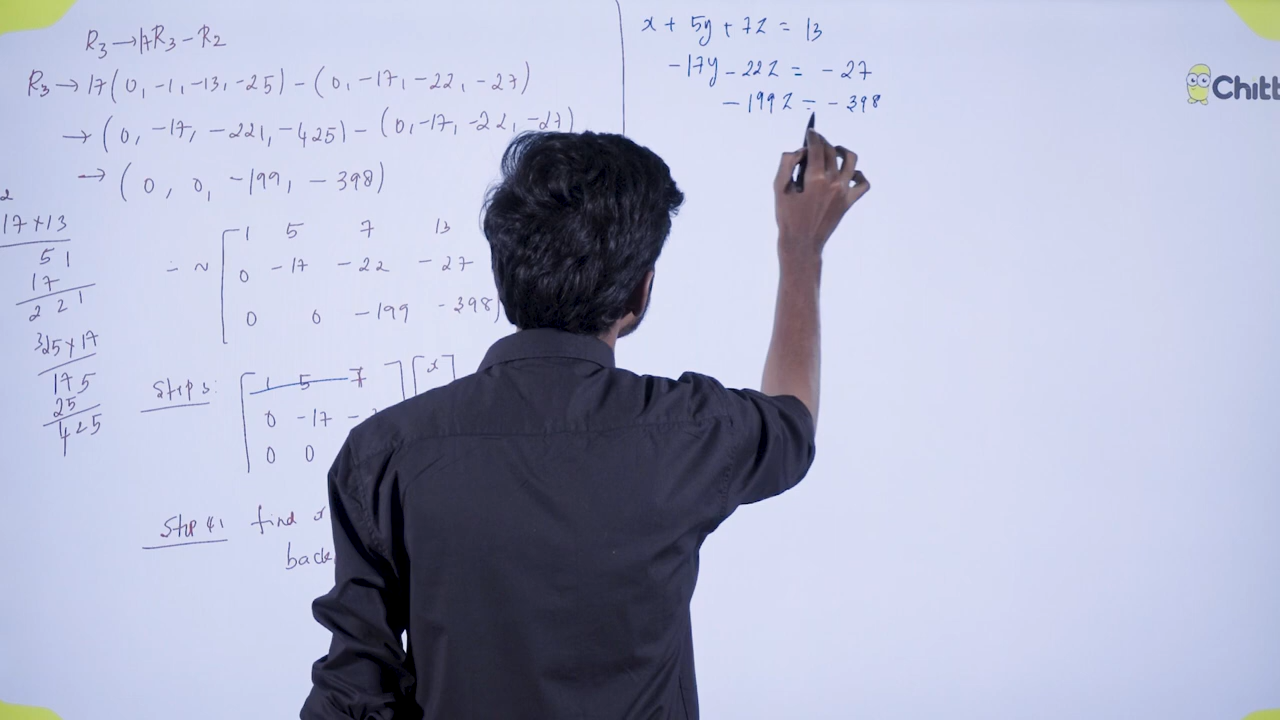 R3→17R3-R2
R3→17(0,-1,-13,-25)-(0,-17,-22,-27)
→(0,-17,-221,-425)-(0,-17,-22,-27)
→(0,0,-199,-398)
17×13
51
17
221
25×17
175
25
425
~ [1 5 7 13
0 -17 -22 -27
0 0 -199 -398]
Step 3: [1 5 7] [x]
0 -17
0 0
Step 4: find x
back
x+5y+7z=13
-17y-22z=-27
-199z=-398
Chitt